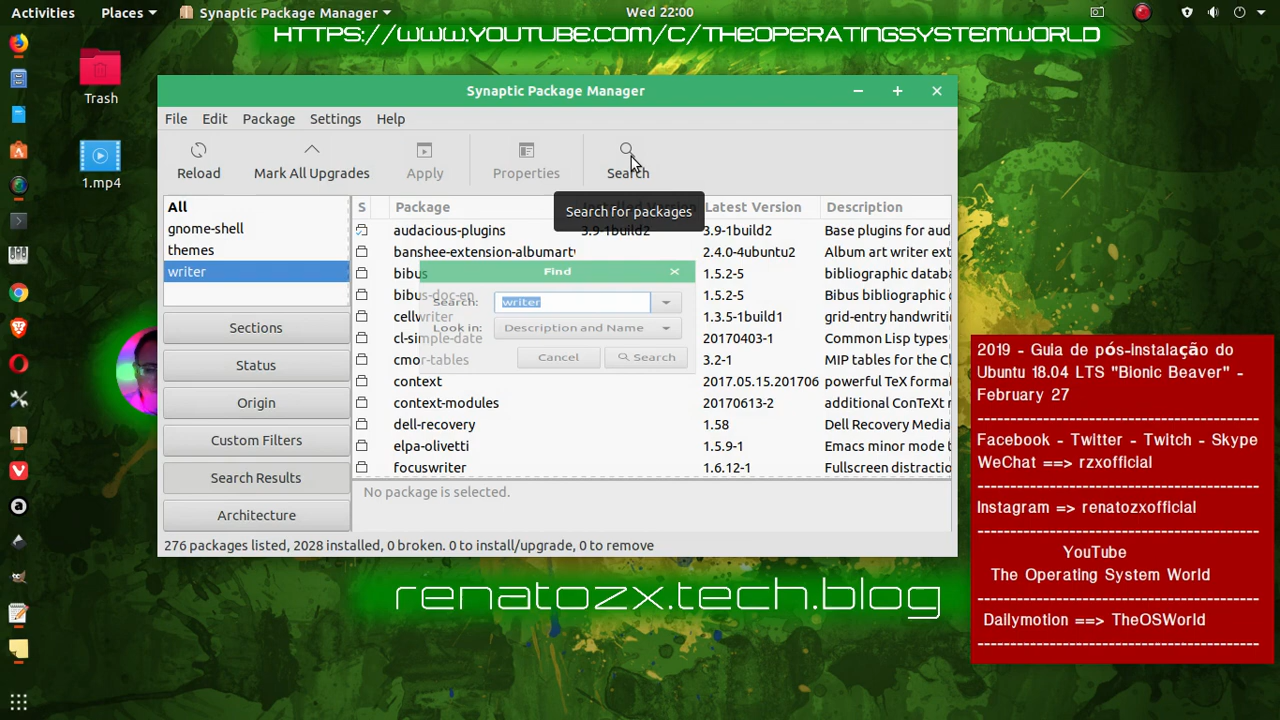 Activities Places Synaptic Package Manager Wed 22:00
HTTPS://WWW.YOUTUBE.COM/C/THEOPERATINGSYSTEMWORLD
Trash
1.mp4
Synaptic Package Manager
File Edit Package Settings Help
Reload Mark All Upgrades Apply Properties Search
Search for packages
All
gnome-shell
themes
writer
Sections
Status
Origin
Custom Filters
Search Results
Architecture
S Package Latest Version Description
audacious-plugins 3.9-1build2 3.9-1build2 Base plugins for aud
banshee-extension-albumart 2.4.0-4ubuntu2 Album art writer ext
bibus 1.5.2-5 bibliographic databa
bibus-doc-en 1.5.2-5 Bibus bibliographic
cellwriter 1.3.5-1build1 grid-entry handwriting
cl-simple-date 20170403-1 Common Lisp types
cmor-tables 3.2-1 MIP tables for the Cl
context 2017.05.15.201706 powerful TeX format
context-modules 20170613-2 additional ConTeXt
dell-recovery 1.58 Dell Recovery Media
elpa-olivetti 1.5.9-1 Emacs minor mode t
focuswriter 1.6.12-1 Fullscreen distractio
Find
Search: writer
Look in: Description and Name
Cancel Search
No package is selected.
276 packages listed, 2028 installed, 0 broken. 0 to install/upgrade, 0 to remove
renatozx.tech.blog
2019 - Guia de pós-Instalação do
Ubuntu 18.04 LTS "Bionic Beaver" -
February 27
Facebook - Twitter - Twitch - Skype
WeChat ==> rzxofficial
Instagram => renatozxofficial
YouTube
The Operating System World
Dailymotion ==> TheOSWorld